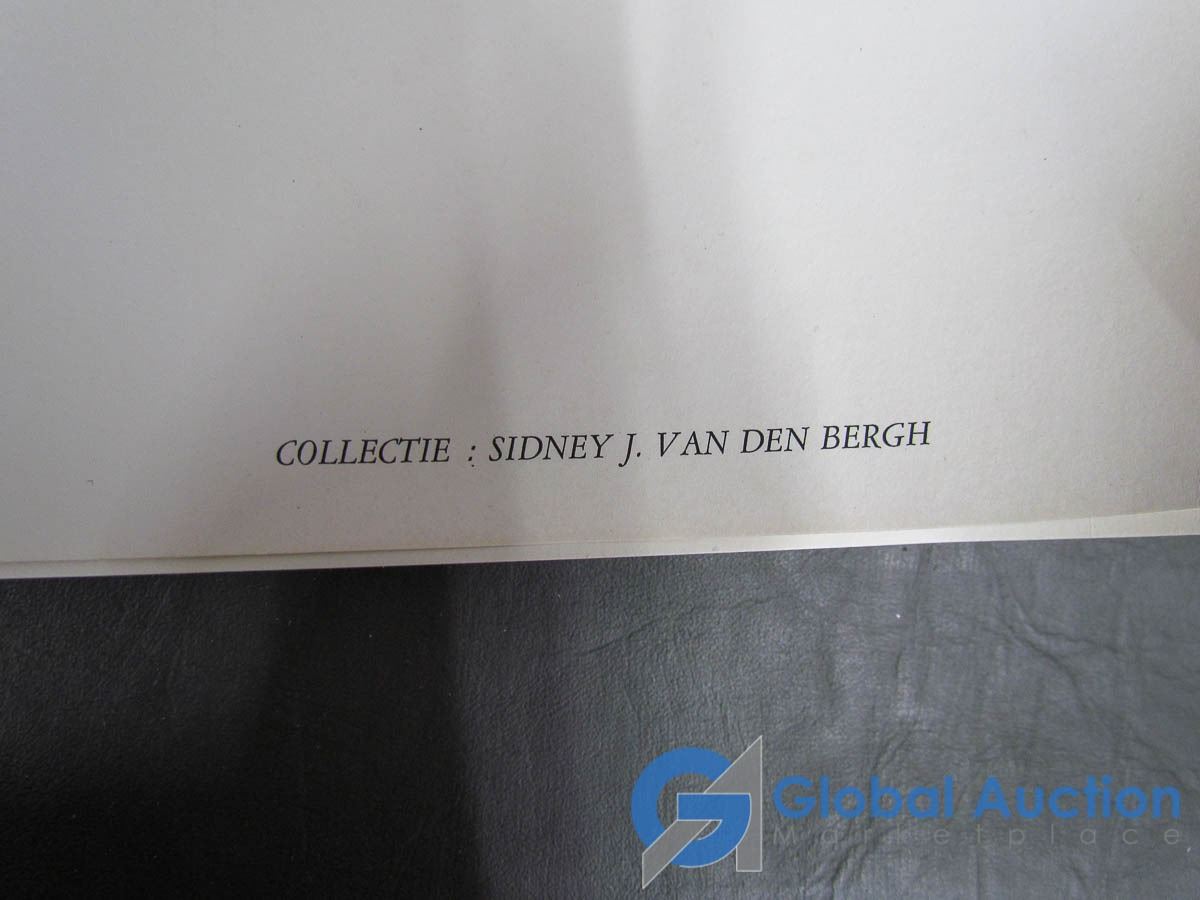 COLLECTIE : SIDNEY J. VAN DEN BERGH
Global Auction
Marketplace